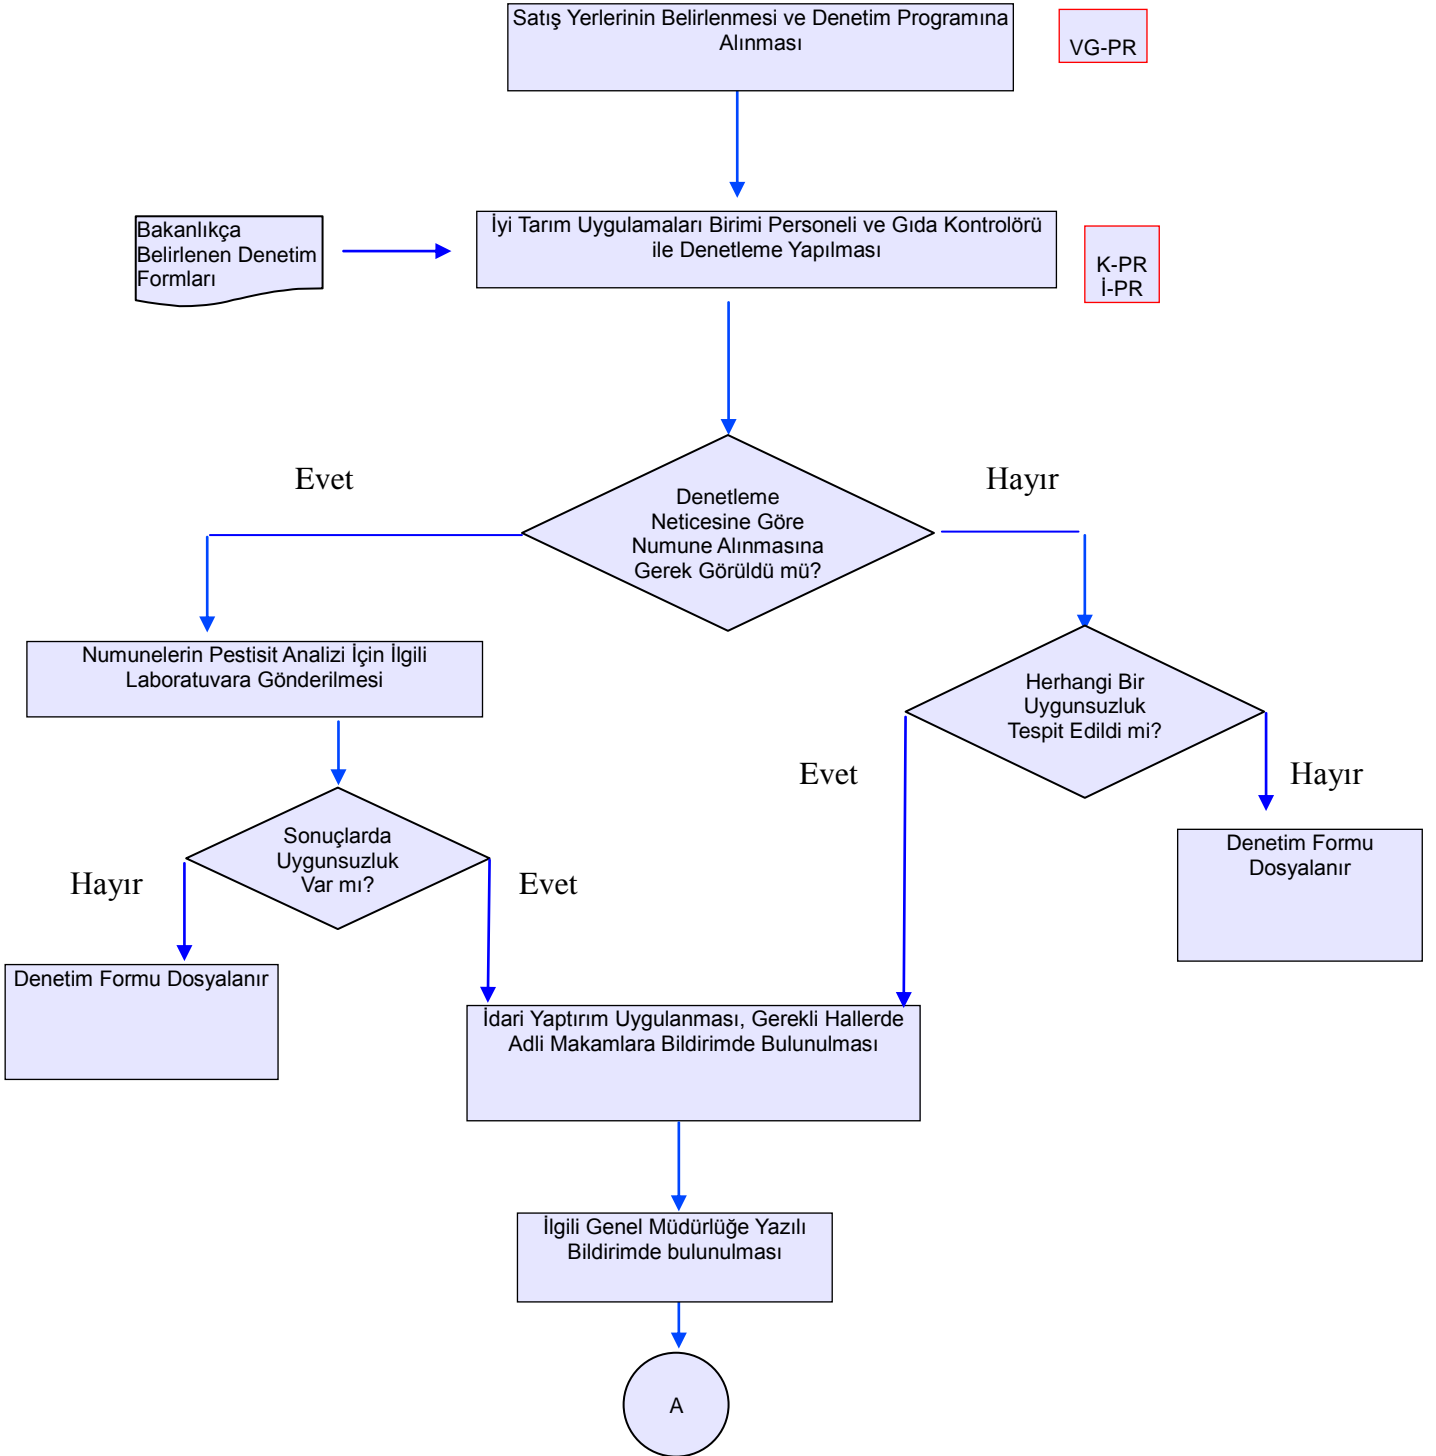 Satış Yerlerinin Belirlenmesi ve Denetim Programına
Alınması
VG-PR
Bakanlıkça
Belirlenen Denetim
Formları
İyi Tarım Uygulamaları Birimi Personeli ve Gıda Kontrolörü
ile Denetleme Yapılması
K-PR
İ-PR
Evet
Hayır
Denetleme
Neticesine Göre
Numune Alınmasına
Gerek Görüldü mü?
Numunelerin Pestisit Analizi İçin İlgili
Laboratuvara Gönderilmesi
Herhangi Bir
Uygunsuzluk
Tespit Edildi mi?
Evet
Hayır
Sonuçlarda
Uygunsuzluk
Var mı?
Hayır
Evet
Denetim Formu
Dosyalanır
Denetim Formu Dosyalanır
İdari Yaptırım Uygulanması, Gerekli Hallerde
Adli Makamlara Bildirimde Bulunulması
İlgili Genel Müdürlüğe Yazılı
Bildirimde bulunulması
A